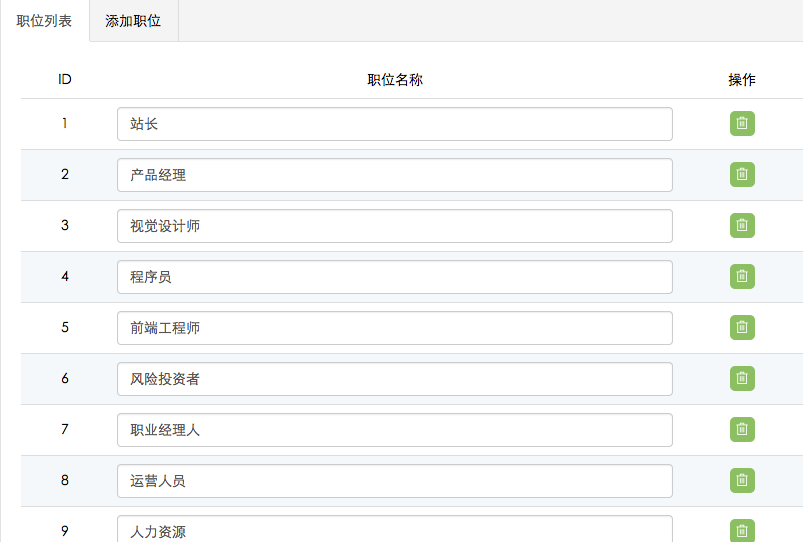 职位列表 添加职位
ID 职位名称 操作
1 站长
2 产品经理
3 视觉设计师
4 程序员
5 前端工程师
6 风险投资者
7 职业经理人
8 运营人员
9 人力资源